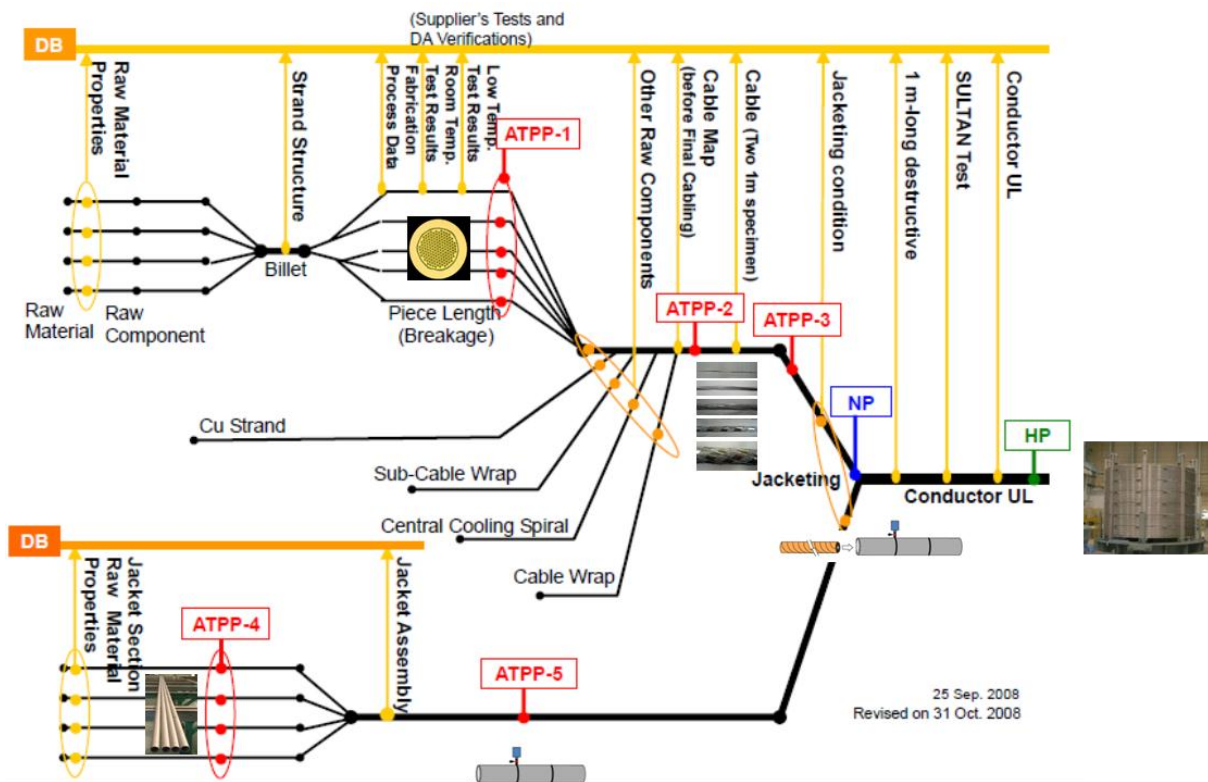 (Supplier's Tests and
DA Verifications)
DB
Raw Material
Properties
Strand Structure
Low Temp.
Test Results
Room Temp.
Test Results
Fabrication
Process Data
Other Raw Components
Cable Map
(before Final Cabling)
Cable (Two 1m specimen)
Jacketing condition
1 m-long destructive
SULTAN Test
Conductor UL
ATPP-1
Billet
Raw
Material
Raw
Component
Piece Length
(Breakage)
ATPP-2
ATPP-3
NP
HP
Cu Strand
Sub-Cable Wrap
Jacketing
Conductor UL
Central Cooling Spiral
Cable Wrap
DB
Jacket Section
Raw Material
Properties
Jacket Assembly
ATPP-4
ATPP-5
25 Sep. 2008
Revised on 31 Oct. 2008